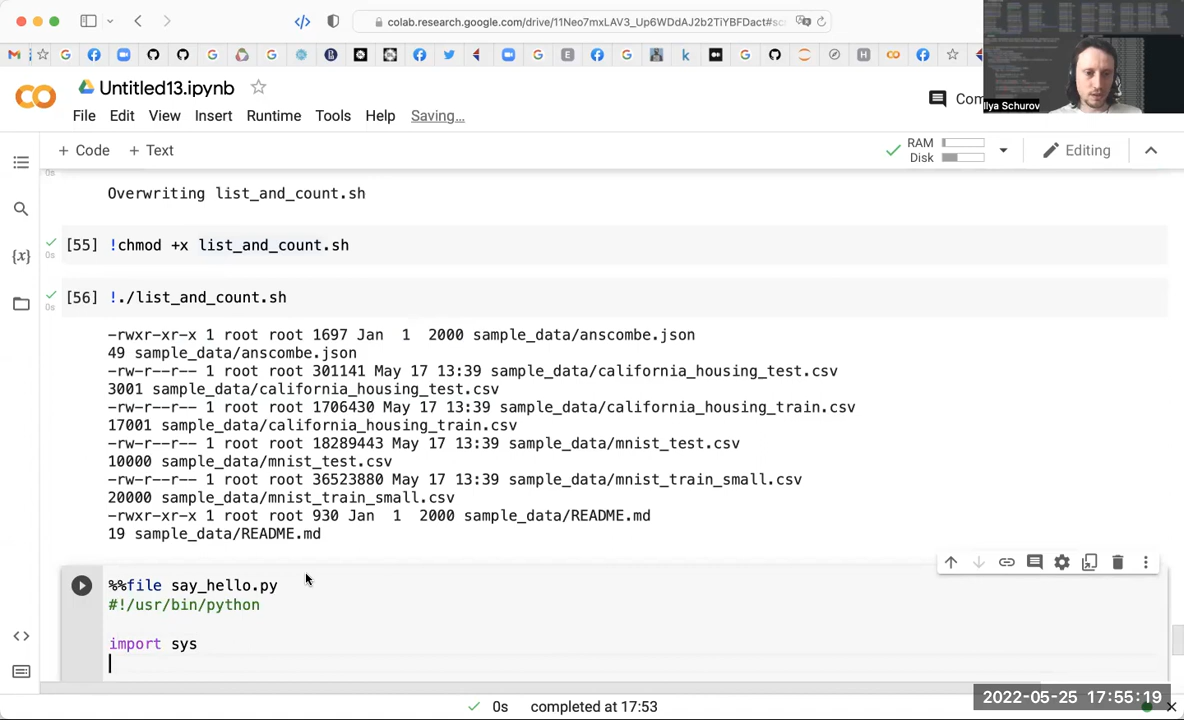 colab.research.google.com/drive/11Neo7mxLAV3_Up6WDdAJ2b2TiYBFDact#sc
Untitled13.ipynb
Com
Ilya Schurov
File Edit View Insert Runtime Tools Help Saving...
+ Code + Text
RAM
Disk
Editing
0s
Overwriting list_and_count.sh
[55] !chmod +x list_and_count.sh
0s
[56] !./list_and_count.sh
0s
-rwxr-xr-x 1 root root 1697 Jan  1  2000 sample_data/anscombe.json
49 sample_data/anscombe.json
-rw-r--r-- 1 root root 301141 May 17 13:39 sample_data/california_housing_test.csv
3001 sample_data/california_housing_test.csv
-rw-r--r-- 1 root root 1706430 May 17 13:39 sample_data/california_housing_train.csv
17001 sample_data/california_housing_train.csv
-rw-r--r-- 1 root root 18289443 May 17 13:39 sample_data/mnist_test.csv
10000 sample_data/mnist_test.csv
-rw-r--r-- 1 root root 36523880 May 17 13:39 sample_data/mnist_train_small.csv
20000 sample_data/mnist_train_small.csv
-rwxr-xr-x 1 root root 930 Jan  1  2000 sample_data/README.md
19 sample_data/README.md
%%file say_hello.py
#!/usr/bin/python
import sys
0s completed at 17:53
2022-05-25 17:55:19